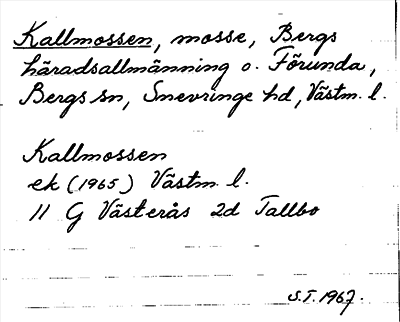 Kallmossen, mosse, Bergs
häradsallmänning o. Förunda,
Bergs sn, Snevringe hd, Västm. l.
Kallmossen
ek (1965) Västm. l.
11 G Västerås 2d Tallbo
S.T. 1967.